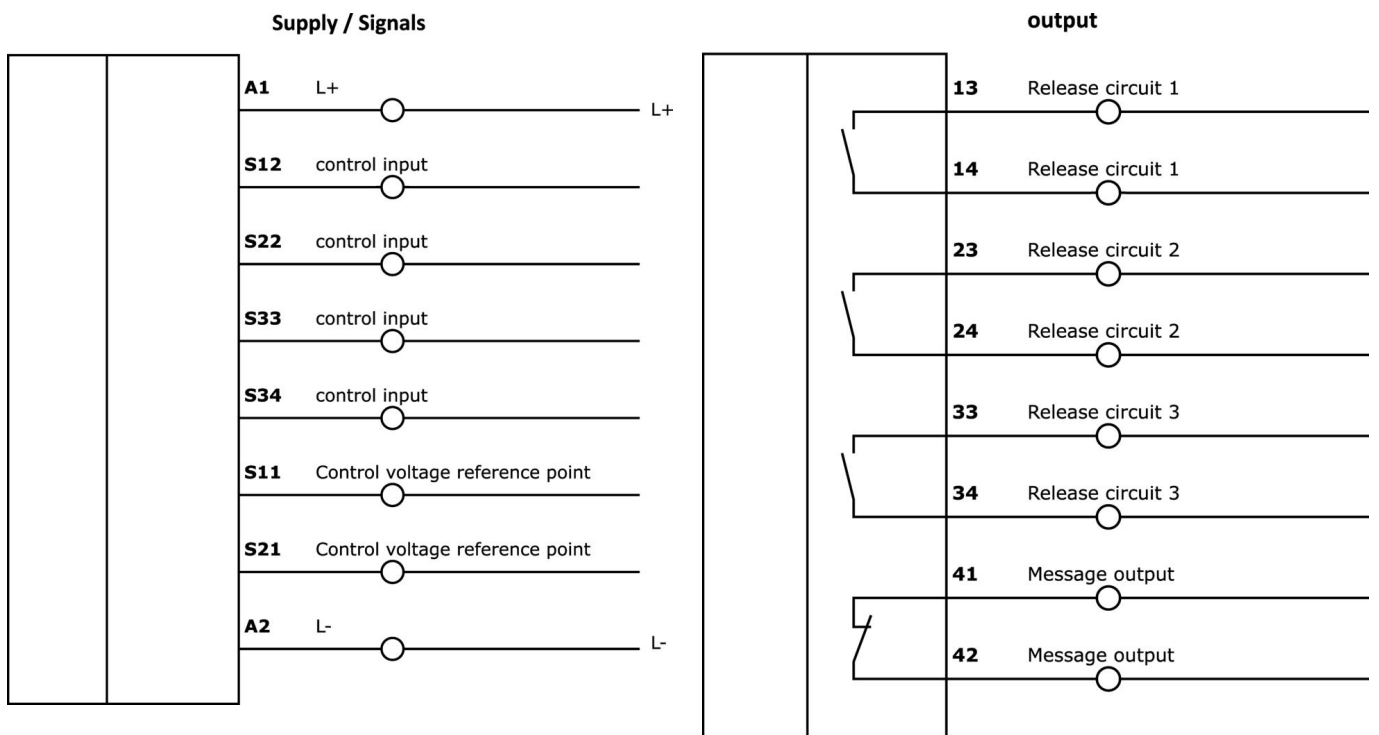 Supply / Signals
A1 L+
L+
S12 control input
S22 control input
S33 control input
S34 control input
S11 Control voltage reference point
S21 Control voltage reference point
A2 L-
L-
output
13 Release circuit 1
14 Release circuit 1
23 Release circuit 2
24 Release circuit 2
33 Release circuit 3
34 Release circuit 3
41 Message output
42 Message output